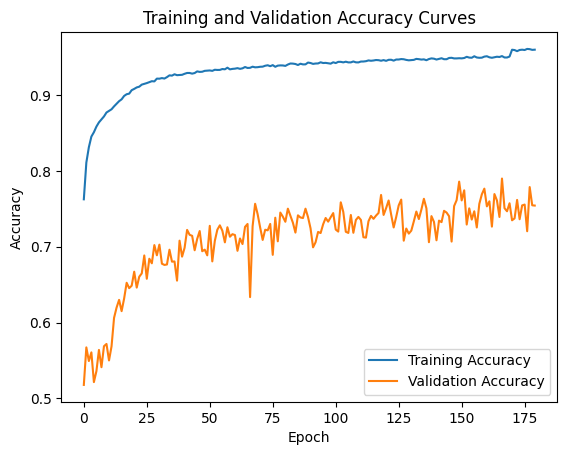 Training and Validation Accuracy Curves
Accuracy
0.9
0.8
0.7
0.6
0.5
0 25 50 75 100 125 150 175
Epoch
Training Accuracy
Validation Accuracy